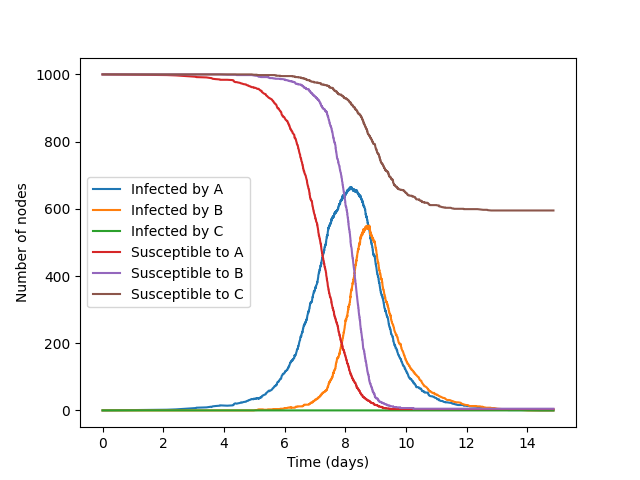 1000
800
600
400
200
0
Number of nodes
Infected by A
Infected by B
Infected by C
Susceptible to A
Susceptible to B
Susceptible to C
0 2 4 6 8 10 12 14
Time (days)